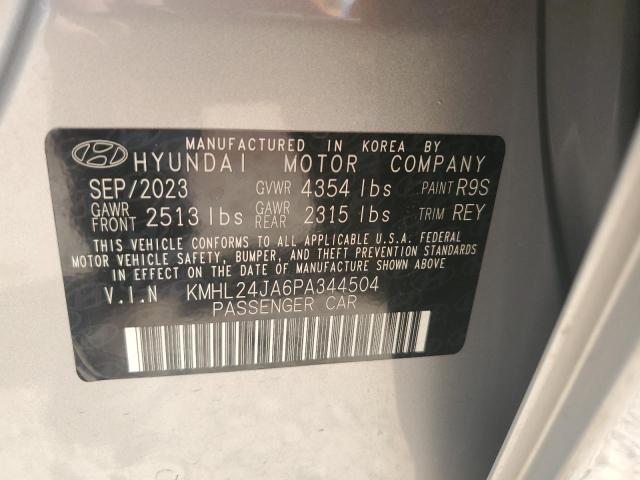 MANUFACTURED IN KOREA BY
HYUNDAI MOTOR COMPANY
SEP/2023 GVWR 4354 lbs PAINT R9S
GAWR FRONT 2513 lbs GAWR REAR 2315 lbs TRIM REY
THIS VEHICLE CONFORMS TO ALL APPLICABLE U.S.A. FEDERAL
MOTOR VEHICLE SAFETY, BUMPER, AND THEFT PREVENTION STANDARDS
IN EFFECT ON THE DATE OF MANUFACTURE SHOWN ABOVE
V.I.N KMHL24JA6PA344504
PASSENGER CAR